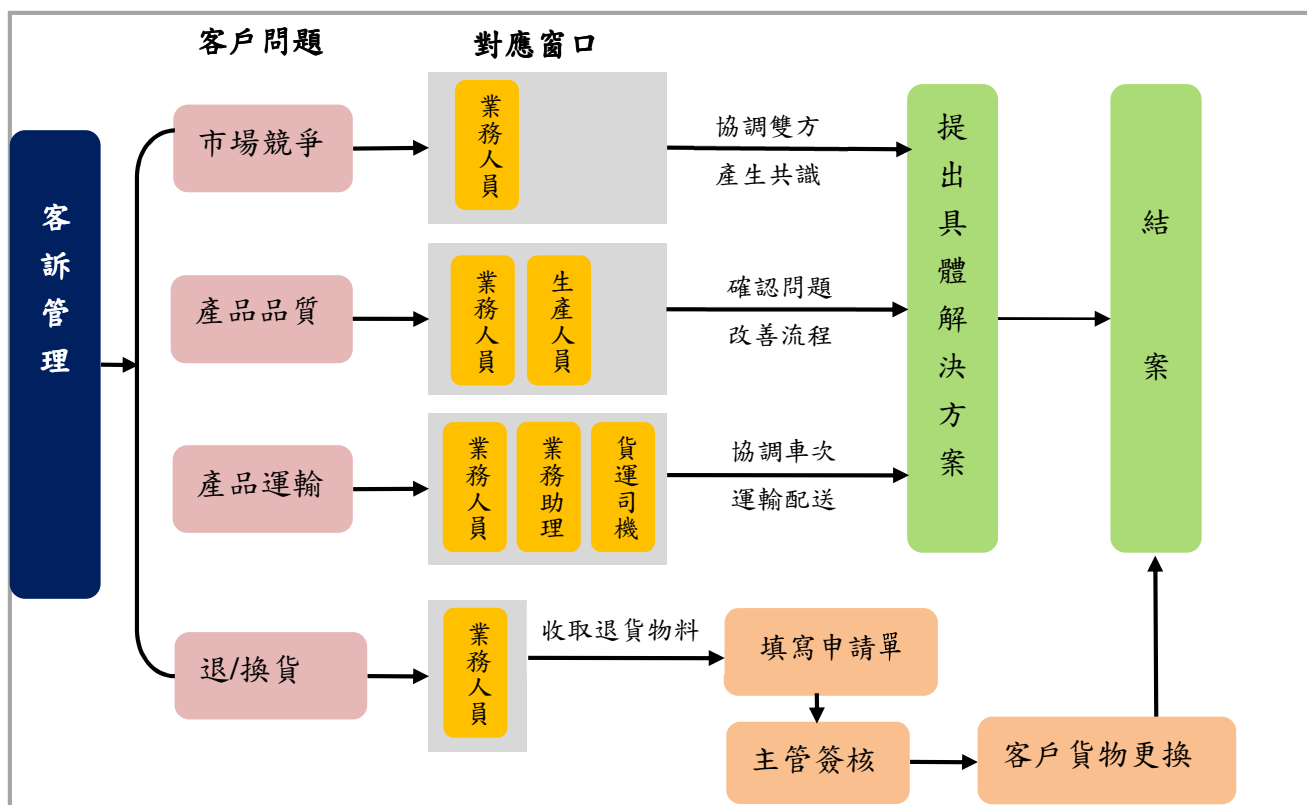 客戶問題
對應窗口
客訴管理
市場競爭
業務人員
協調雙方
產生共識
產品品質
業務人員
生產人員
確認問題
改善流程
產品運輸
業務人員
業務助理
貨運司機
協調車次
運輸配送
提出具體解決方案
結案
退/換貨
業務人員
收取退貨物料
填寫申請單
主管簽核
客戶貨物更換